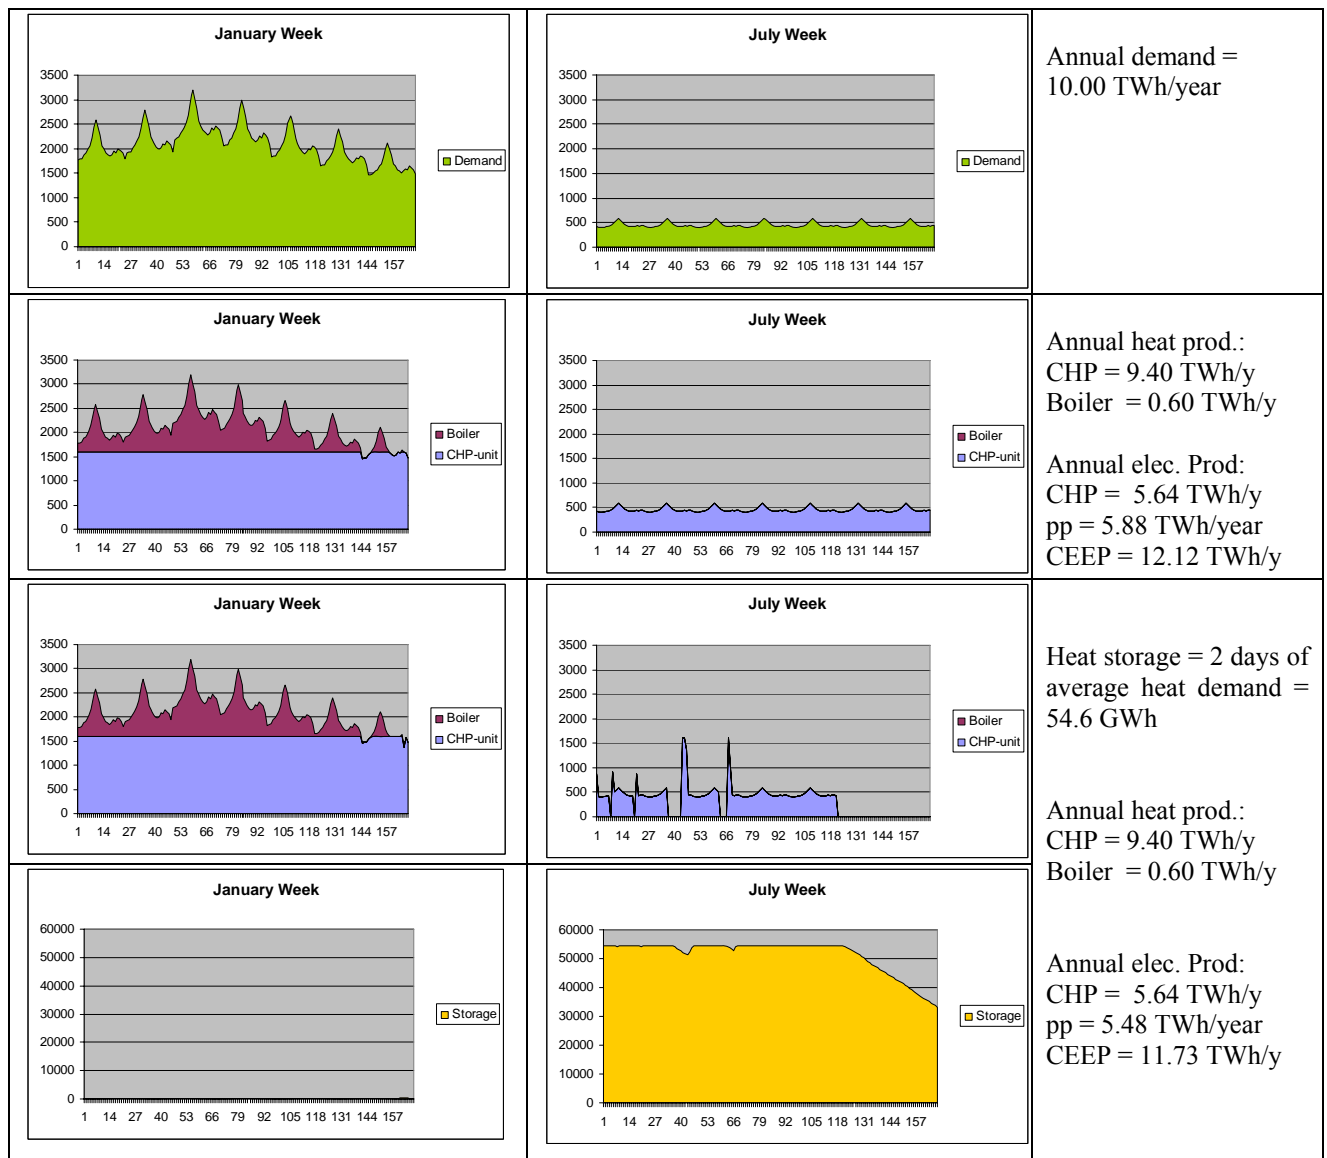 January Week
3500
3000
2500
2000
1500
1000
500
0
1 14 27 40 53 66 79 92 105 118 131 144 157
Demand
July Week
3500
3000
2500
2000
1500
1000
500
0
1 14 27 40 53 66 79 92 105 118 131 144 157
Demand
Annual demand =
10.00 TWh/year
January Week
3500
3000
2500
2000
1500
1000
500
0
1 14 27 40 53 66 79 92 105 118 131 144 157
Boiler
CHP-unit
July Week
3500
3000
2500
2000
1500
1000
500
0
1 14 27 40 53 66 79 92 105 118 131 144 157
Boiler
CHP-unit
Annual heat prod.:
CHP = 9.40 TWh/y
Boiler = 0.60 TWh/y
Annual elec. Prod:
CHP = 5.64 TWh/y
pp = 5.88 TWh/year
CEEP = 12.12 TWh/y
January Week
3500
3000
2500
2000
1500
1000
500
0
1 14 27 40 53 66 79 92 105 118 131 144 157
Boiler
CHP-unit
July Week
3500
3000
2500
2000
1500
1000
500
0
1 14 27 40 53 66 79 92 105 118 131 144 157
Boiler
CHP-unit
Heat storage = 2 days of
average heat demand =
54.6 GWh
Annual heat prod.:
CHP = 9.40 TWh/y
Boiler = 0.60 TWh/y
Annual elec. Prod:
CHP = 5.64 TWh/y
pp = 5.48 TWh/year
CEEP = 11.73 TWh/y
January Week
60000
50000
40000
30000
20000
10000
0
1 14 27 40 53 66 79 92 105 118 131 144 157
Storage
July Week
60000
50000
40000
30000
20000
10000
0
1 14 27 40 53 66 79 92 105 118 131 144 157
Storage